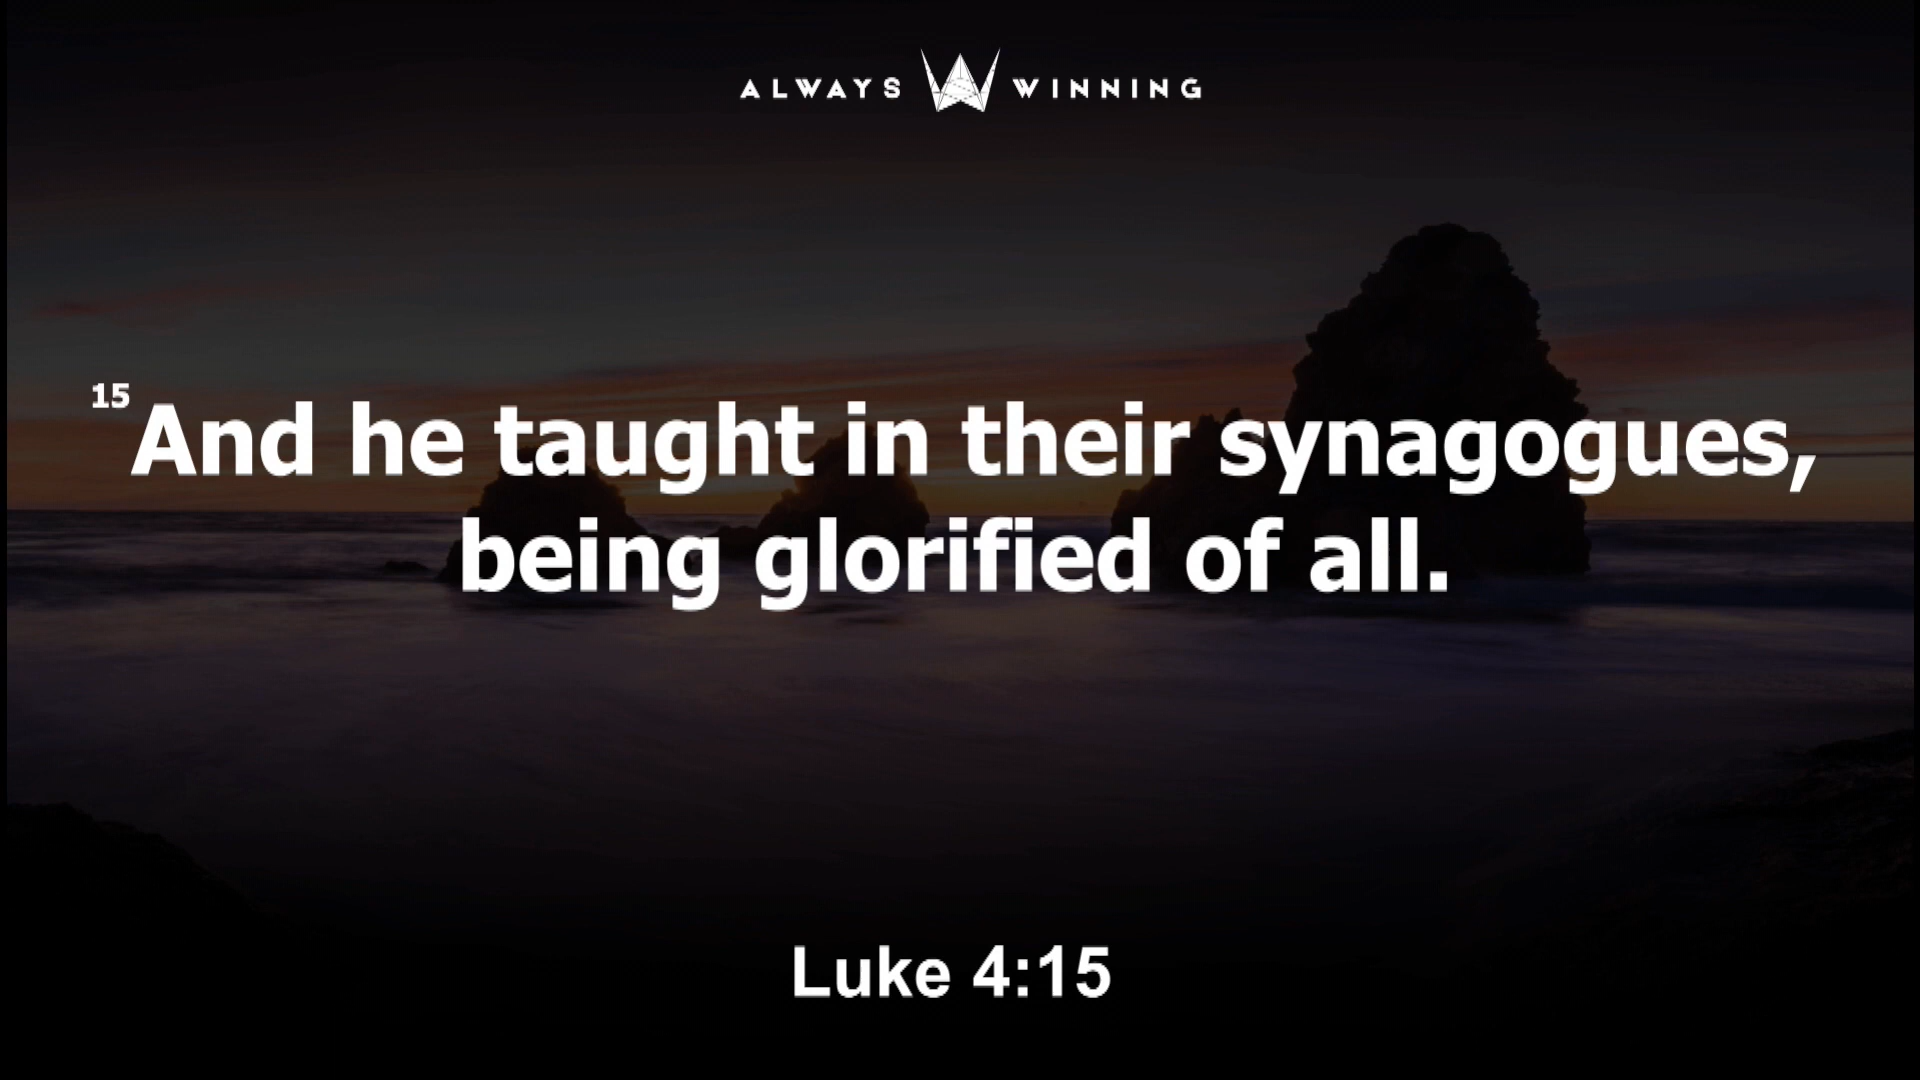 ALWAYS WINNING
15 And he taught in their synagogues,
being glorified of all.
Luke 4:15